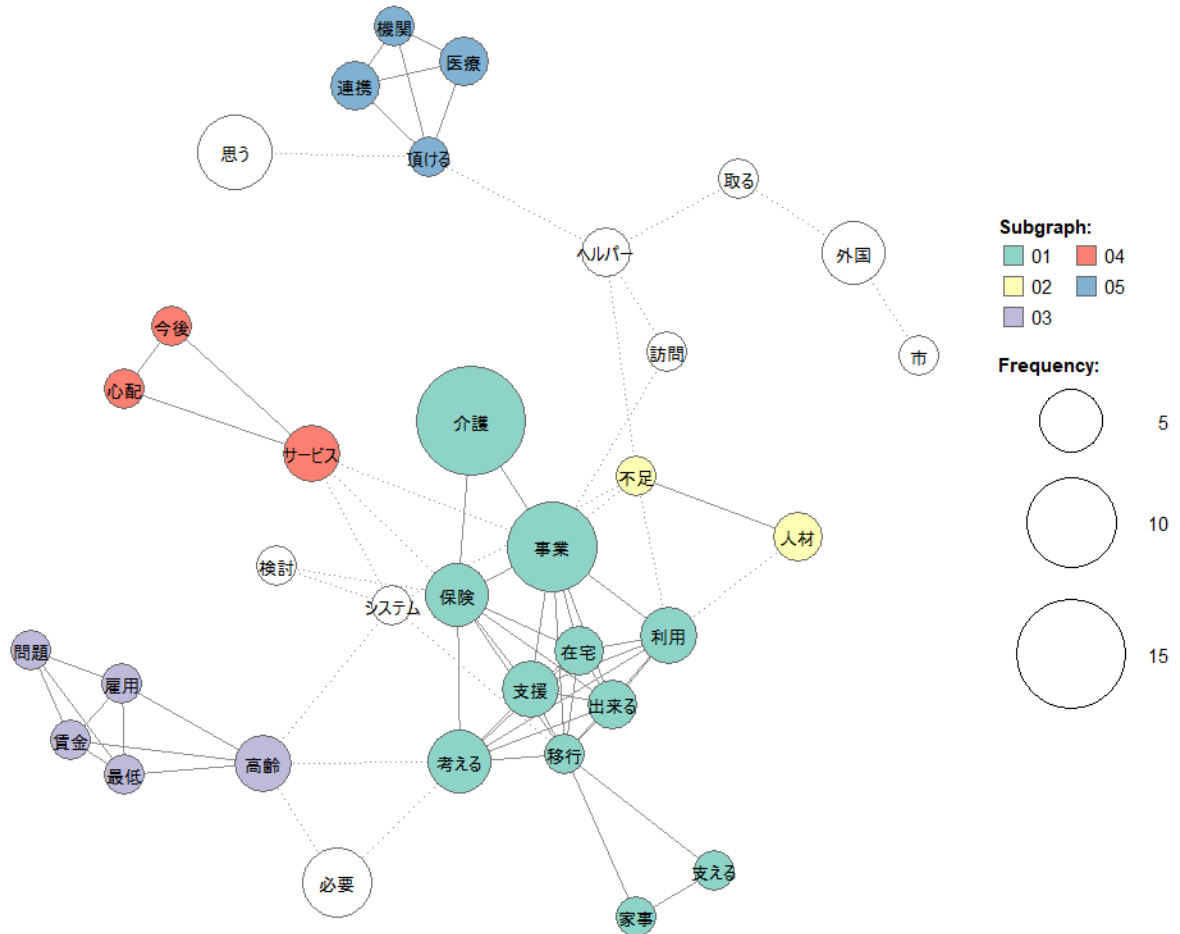 機関
医療
連携
思う
頂ける
取る
ヘルパー
外国
Subgraph:
01 04
02 05
03
今後
訪問
市
Frequency:
心配
介護
5
サービス
不足
10
人材
事業
検討
保険
システム
利用
在宅
問題
雇用
支援
出来る
15
賃金
最低
高齢
考える
移行
必要
支える
家事